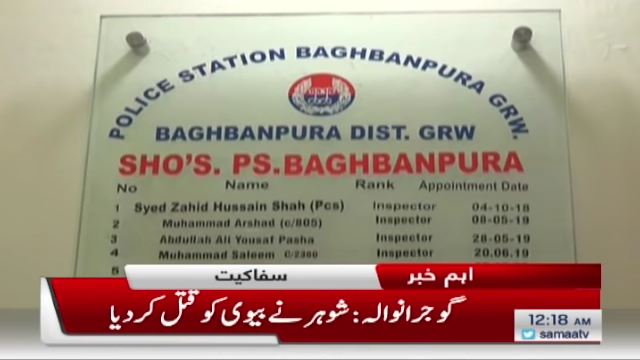 POLICE STATION BAGHBANPURA GRW.
BAGHBANPURA DIST. GRW
SHO'S. PS.BAGHBANPURA
No Name Rank Appointment Date
1 Syed Zahid Hussain Shah (Pcs) Inspector 04-10-18
2 Muhammad Arshad (c/805) Inspector 08-05-19
3 Abdullah Ali Yousaf Pasha Inspector 28-05-19
4 Muhammad Saleem C/2360 Inspector 20.06.19
5
اہم خبر سفاکیت
گوجرانوالہ: شوہر نے بیوی کو قتل کر دیا
12:18 AM
samaatv